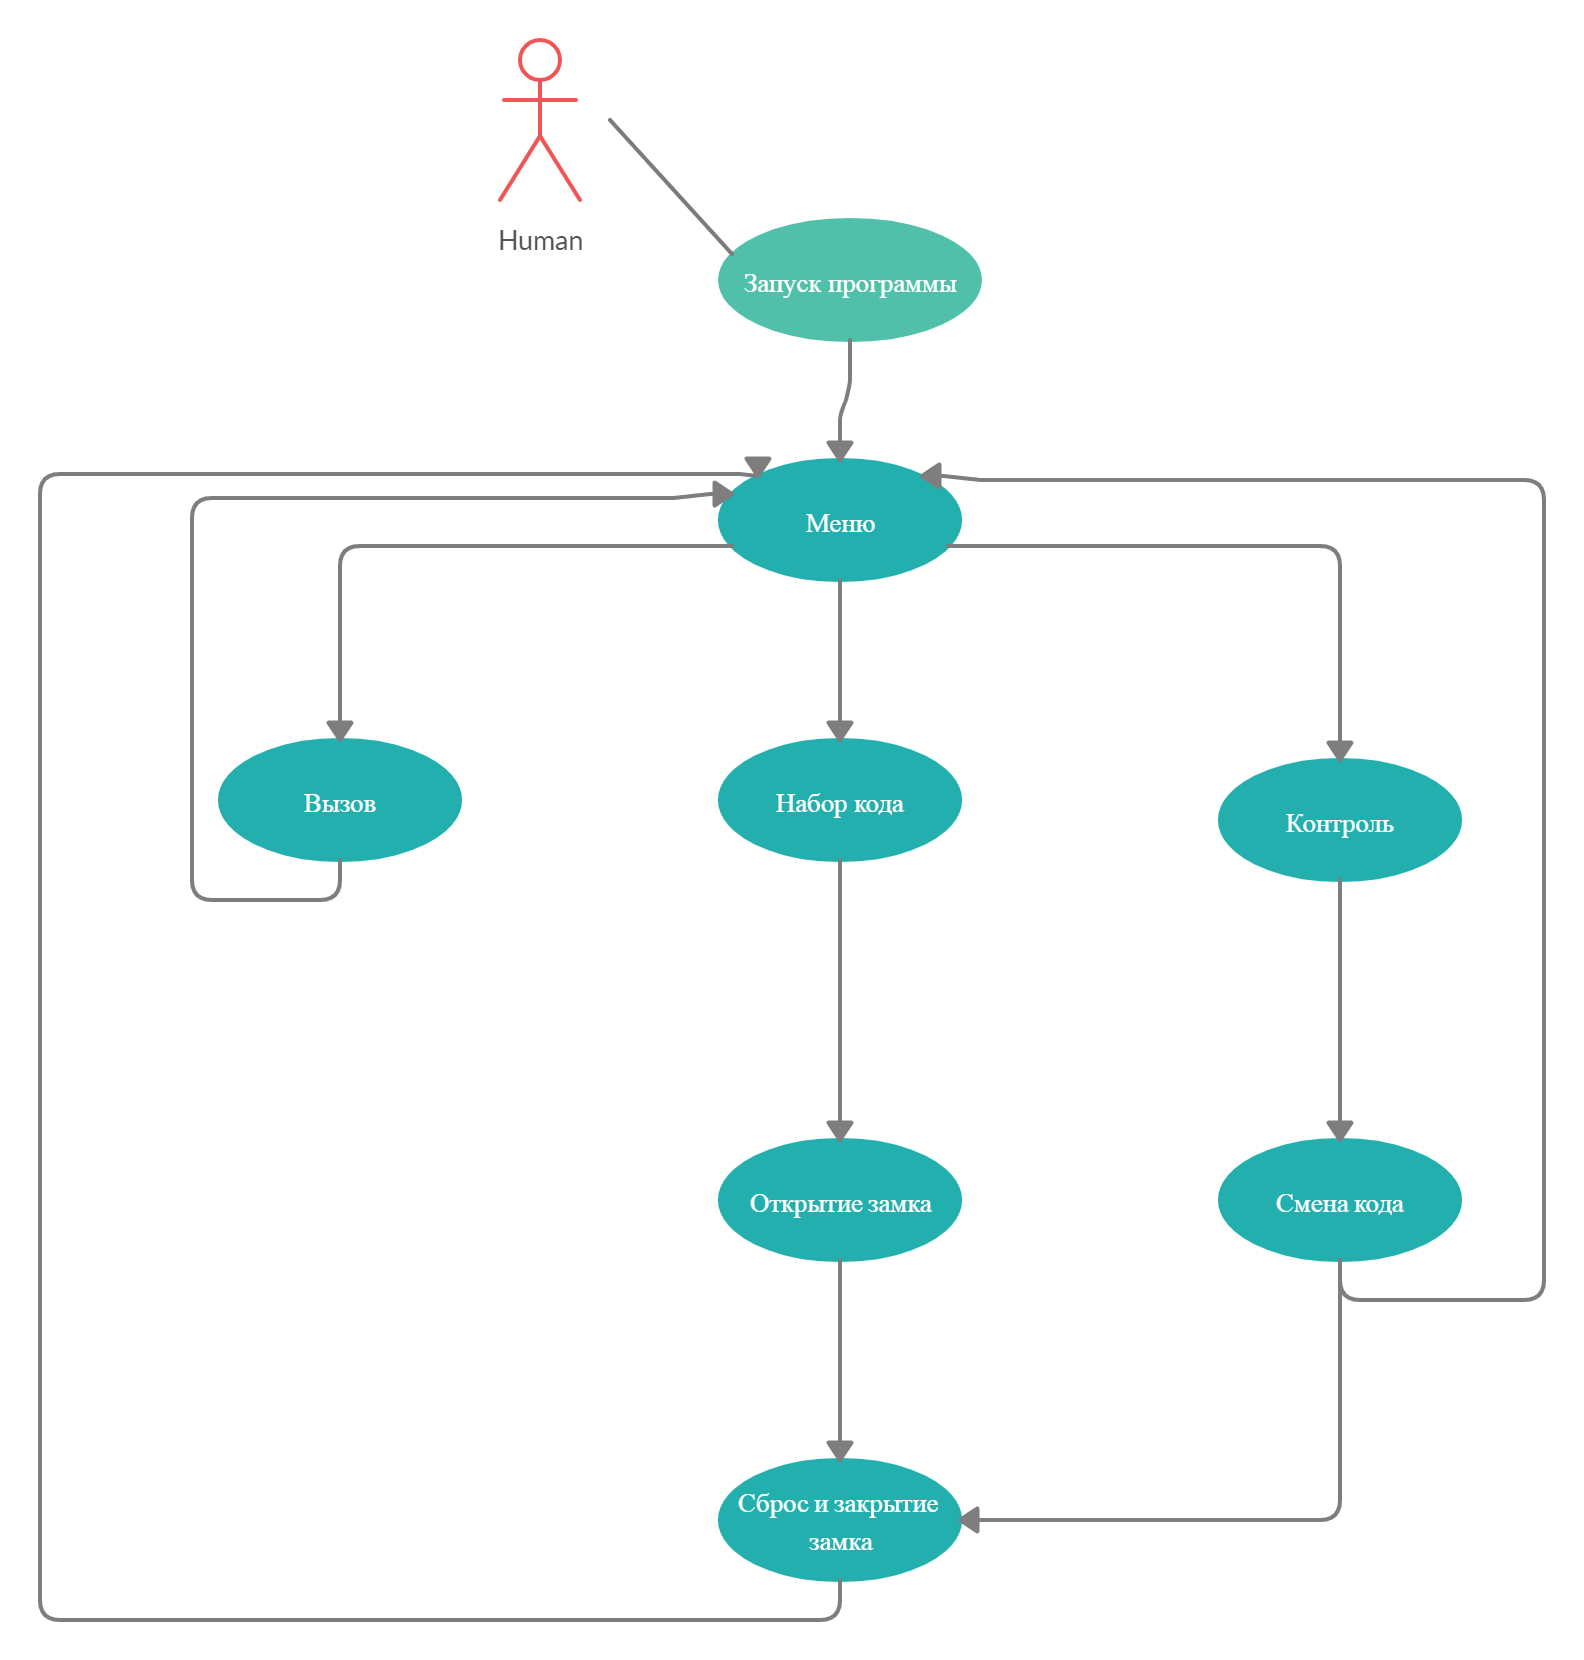 Human
Запуск программы
Меню
Вызов
Набор кода
Контроль
Открытие замка
Смена кода
Сброс и закрытие
замка